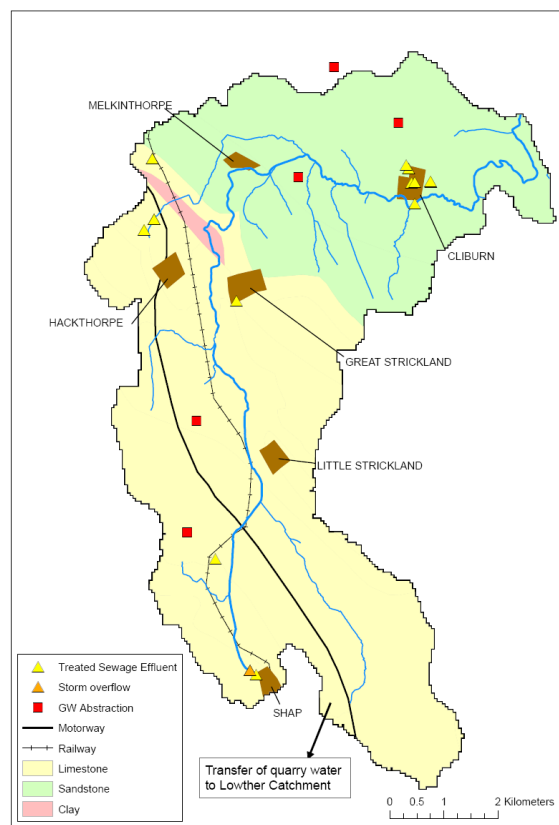 MELKINTHORPE
CLIBURN
HACKTHORPE
GREAT STRICKLAND
LITTLE STRICKLAND
Treated Sewage Effluent
Storm overflow
GW Abstraction
Motorway
Railway
Limestone
Sandstone
Clay
SHAP
Transfer of quarry water
to Lowther Catchment
0 0.5 1 2 Kilometers